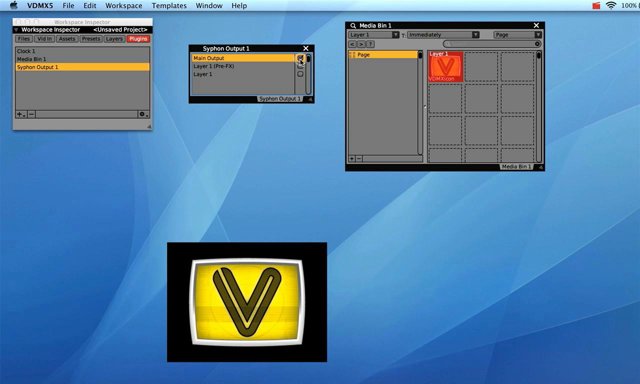 VDMX5 File Edit Workspace Templates Window Help 100%
Workspace Inspector
Workspace Inspector <Unsaved Project>
Files Vid In Assets Presets Layers Plugins
Clock 1
Media Bin 1
Syphon Output 1
Syphon Output 1
Main Output
Layer 1 (Pre-FX)
Layer 1
Syphon Output 1
Media Bin 1
Layer 1 T: Immediately Page
< > ?
Page
Layer 1
VDMXicon
Media Bin 1
V